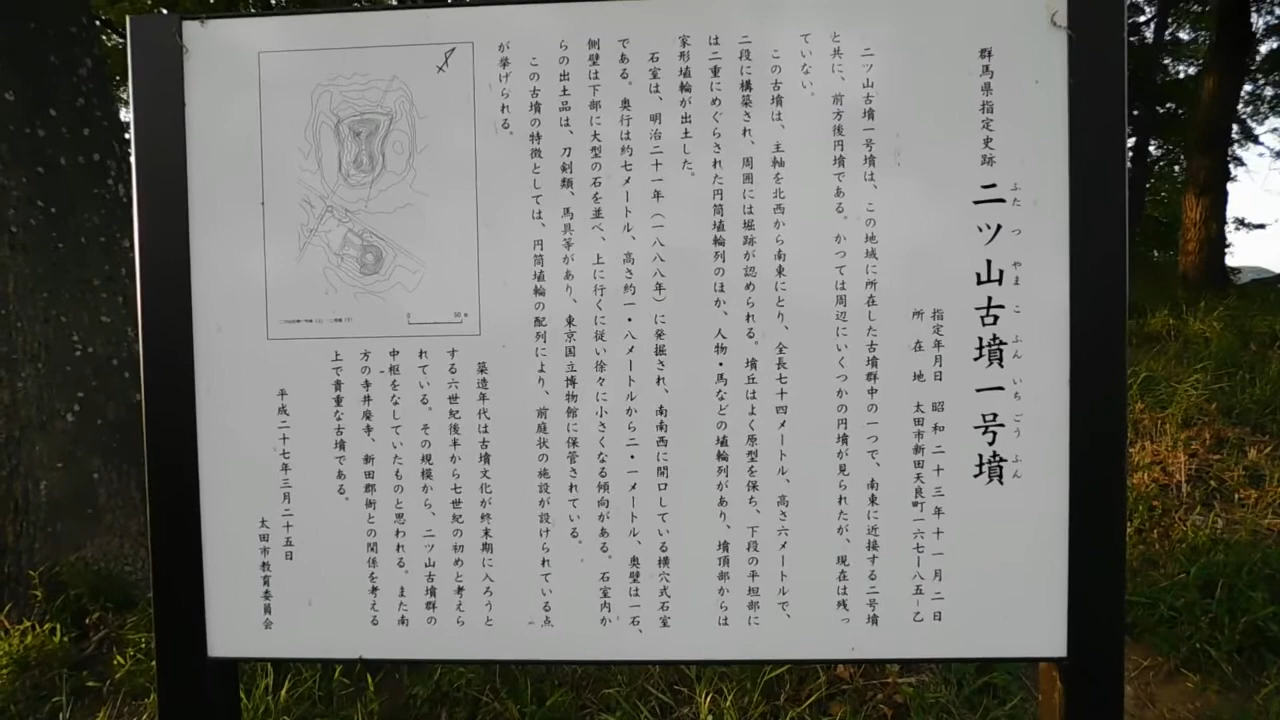 群馬県指定史跡 二ツ山古墳一号墳
ふた つ やま こ ふん いち ごう ふん
指定年月日 昭和二十三年十一月二日
所在地 太田市新田天良町一六七ー八五ー乙
二ツ山古墳一号墳は、この地域に所在した古墳群中の一つで、南東に近接する二号墳
と共に、前方後円墳である。かつては周辺にいくつかの円墳が見られたが、現在は残っ
ていない。
この古墳は、主軸を北西から南東にとり、全長七十四メートル、高さ六メートルで、
二段に構築され、周囲には堀跡が認められる。墳丘はよく原型を保ち、下段の平坦部に
は二重にめぐらされた円筒埴輪列のほか、人物・馬などの埴輪列があり、墳頂部からは
家形埴輪が出土した。
石室は、明治二十一年（一八八八年）に発掘され、南南西に開口している横穴式石室
である。奥行は約七メートル、高さ約一・八メートルから二・一メートル、奥壁は一石、
側壁は下部に大型の石を並べ、上に行くに従い徐々に小さくなる傾向がある。石室内か
らの出土品は、刀剣類、馬具等があり、東京国立博物館に保管されている。
この古墳の特徴としては、円筒埴輪の配列により、前庭状の施設が設けられている点
が挙げられる。
築造年代は古墳文化が終末期に入ろうと
する六世紀後半から七世紀の初めと考えら
れている。その規模から、二ツ山古墳群の
中枢をなしていたものと思われる。また南
方の寺井廃寺、新田郡衙との関係を考える
上で貴重な古墳である。
平成二十七年三月二十五日
太田市教育委員会
0 50m